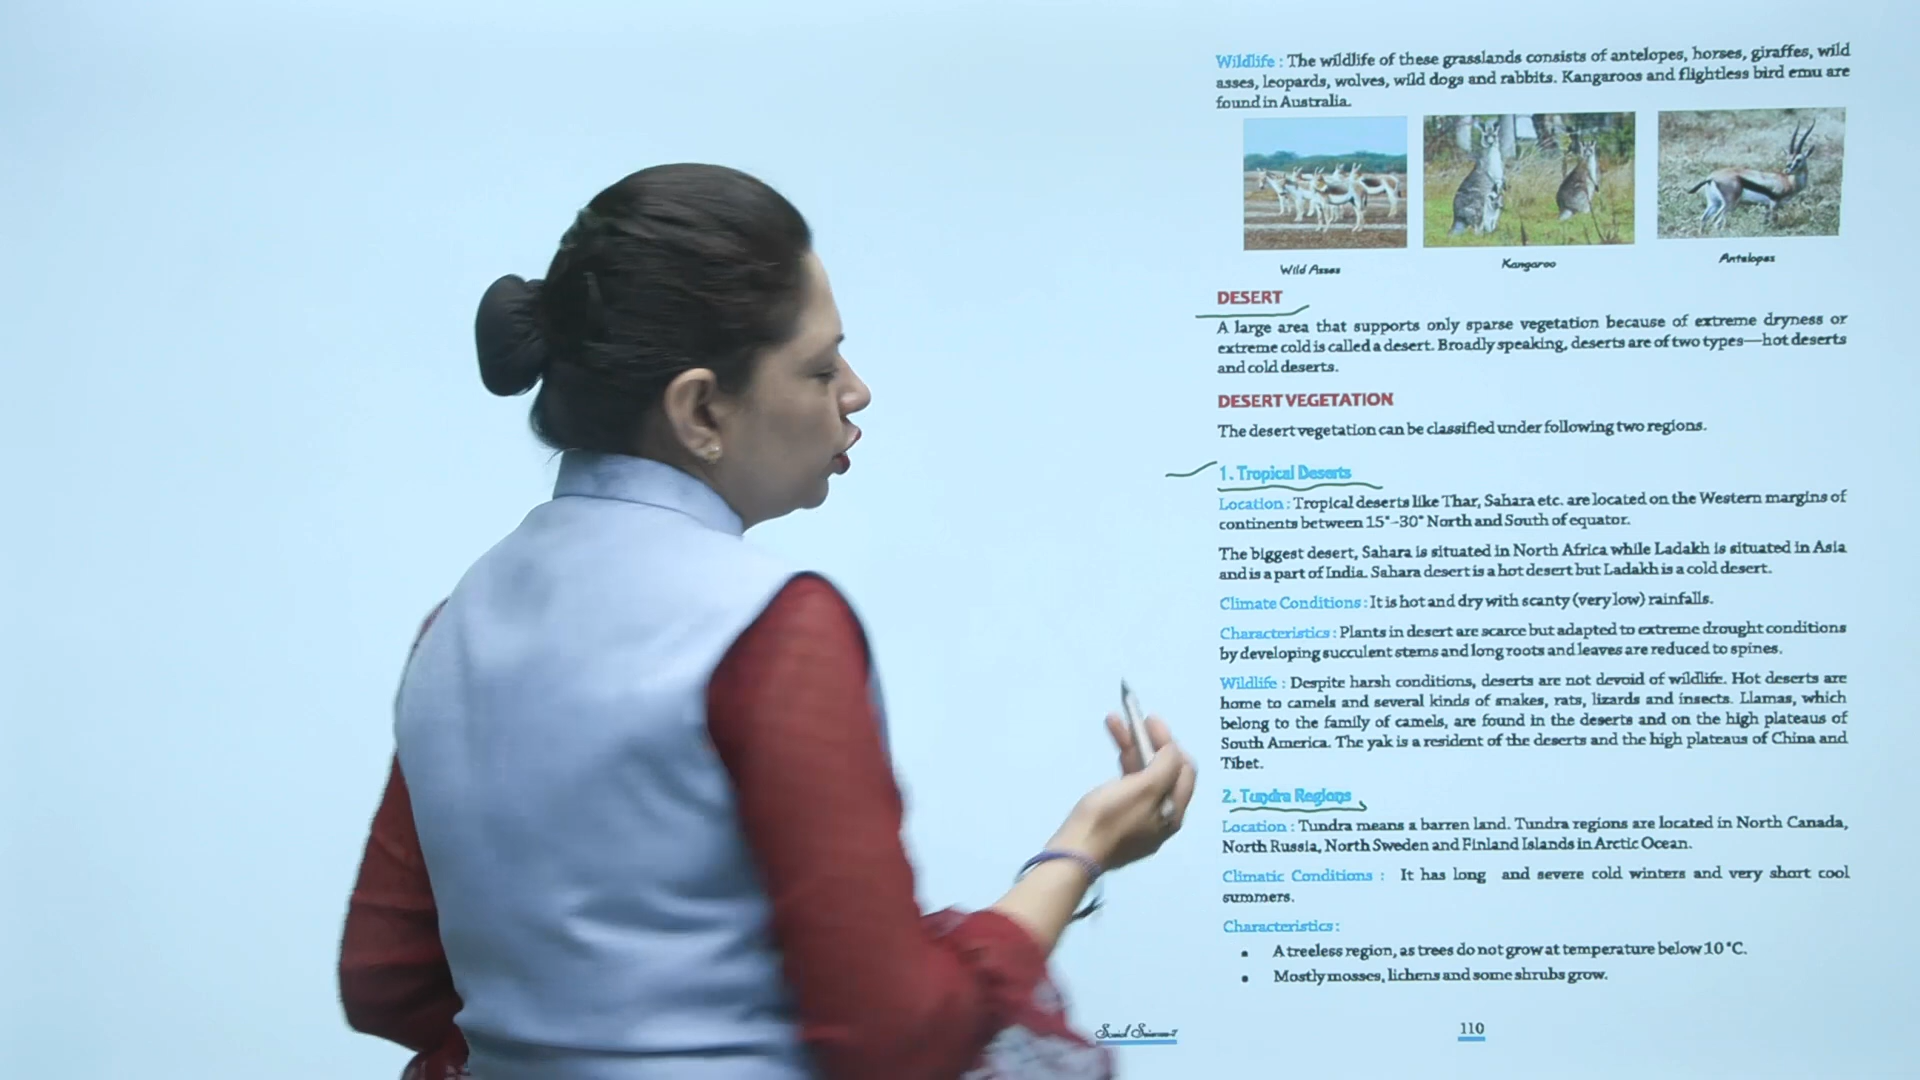 Wildlife : The wildlife of these grasslands consists of antelopes, horses, giraffes, wild
asses, leopards, wolves, wild dogs and rabbits. Kangaroos and flightless bird emu are
found in Australia.
Wild Asses
Kangaroo
Antelopes
DESERT
A large area that supports only sparse vegetation because of extreme dryness or
extreme cold is called a desert. Broadly speaking, deserts are of two types—hot deserts
and cold deserts.
DESERT VEGETATION
The desert vegetation can be classified under following two regions.
1. Tropical Deserts
Location : Tropical deserts like Thar, Sahara etc. are located on the Western margins of
continents between 15°-30° North and South of equator.
The biggest desert, Sahara is situated in North Africa while Ladakh is situated in Asia
and is a part of India. Sahara desert is a hot desert but Ladakh is a cold desert.
Climate Conditions : It is hot and dry with scanty (very low) rainfalls.
Characteristics : Plants in desert are scarce but adapted to extreme drought conditions
by developing succulent stems and long roots and leaves are reduced to spines.
Wildlife : Despite harsh conditions, deserts are not devoid of wildlife. Hot deserts are
home to camels and several kinds of snakes, rats, lizards and insects. Llamas, which
belong to the family of camels, are found in the deserts and on the high plateaus of
South America. The yak is a resident of the deserts and the high plateaus of China and
Tibet.
2. Tundra Regions
Location : Tundra means a barren land. Tundra regions are located in North Canada,
North Russia, North Sweden and Finland Islands in Arctic Ocean.
Climatic Conditions : It has long and severe cold winters and very short cool
summers.
Characteristics :
• A treeless region, as trees do not grow at temperature below 10°C.
• Mostly mosses, lichens and some shrubs grow.
Social Science-7
110